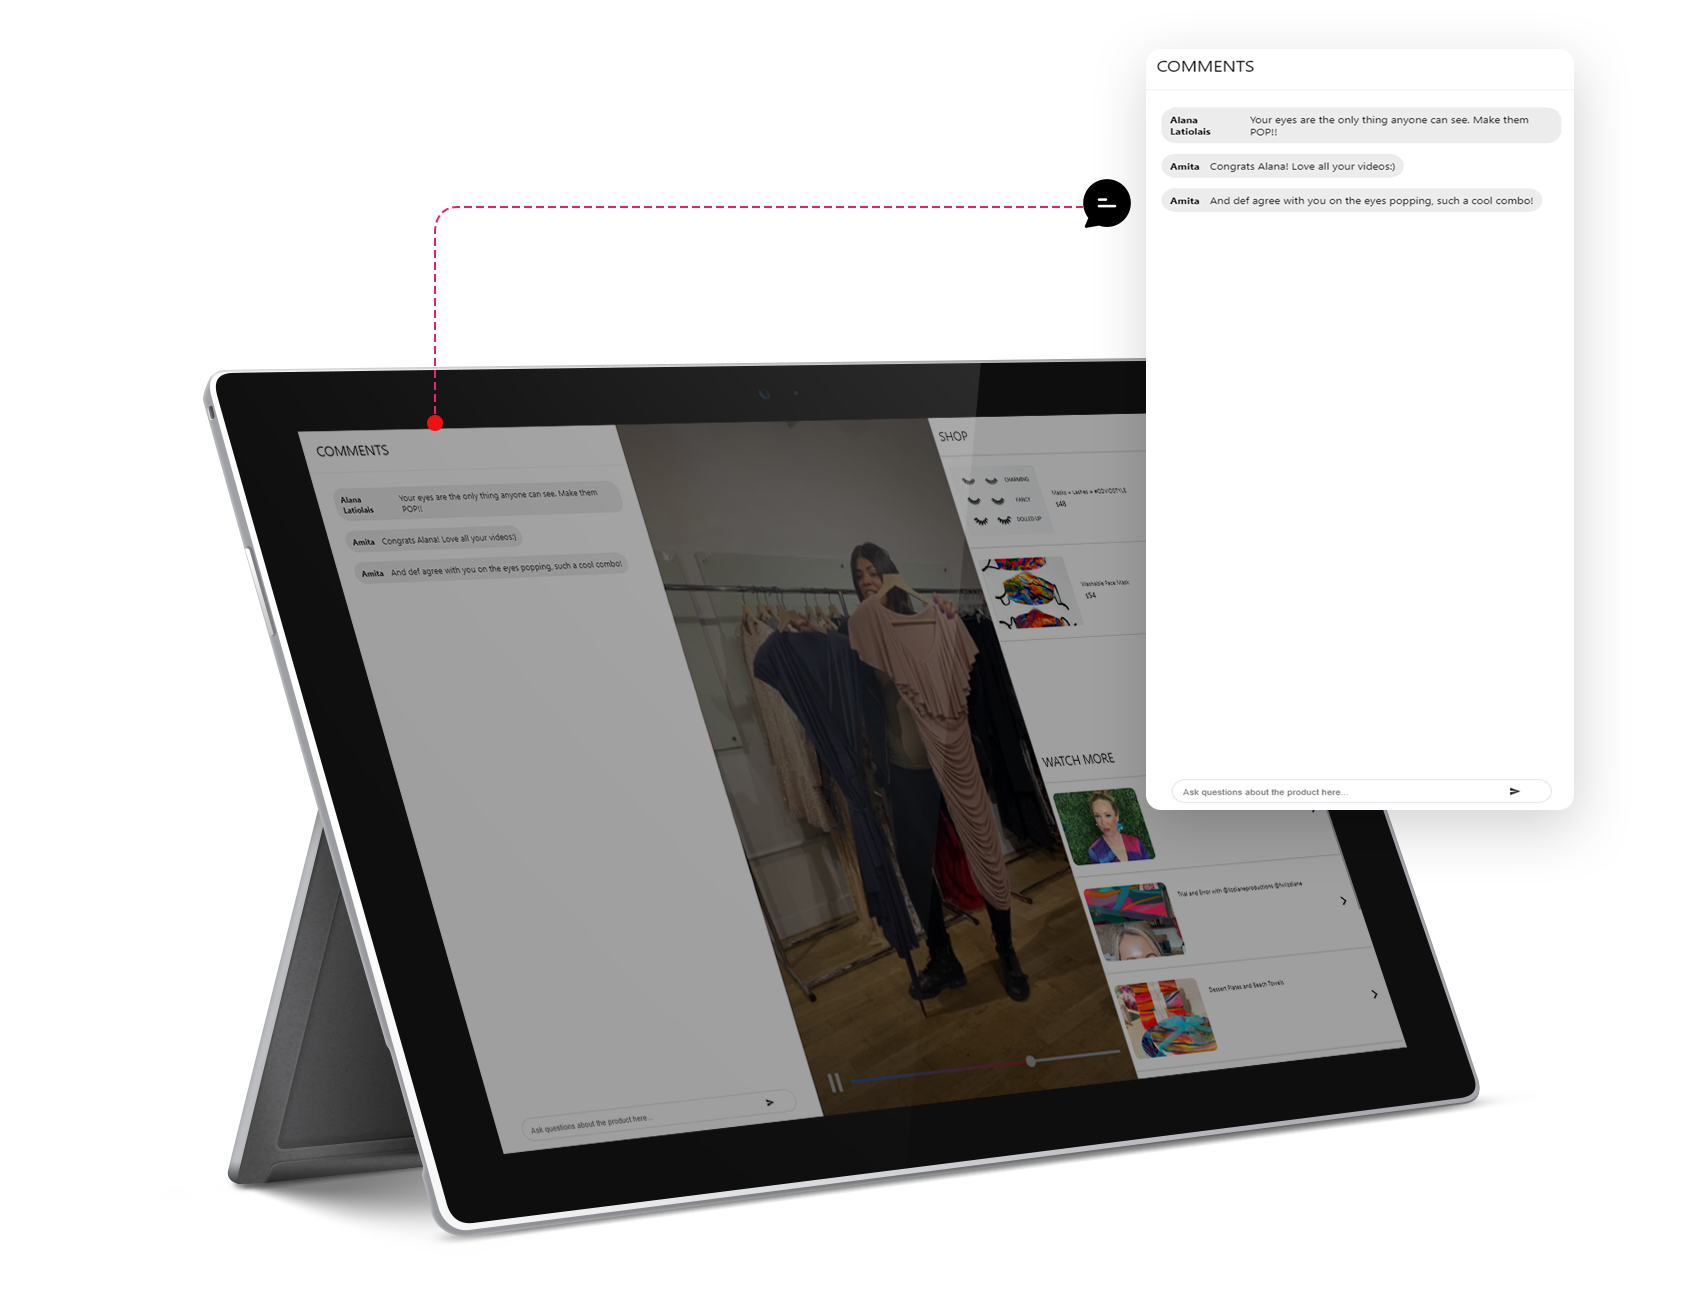 COMMENTS
Alana
Latiolais
Your eyes are the only thing anyone can see. Make them
POP!!
Amita Congrats Alana! Love all your videos:)
Amita And def agree with you on the eyes popping, such a cool combo!
Ask questions about the product here...
COMMENTS
Alana
Latiolais
Your eyes are the only thing anyone can see. Make them
POP!!
Amita Congrats Alana! Love all your videos:)
Amita And def agree with you on the eyes popping, such a cool combo!
Ask questions about the product here...
SHOP
CHARMING
FANCY
DOLLED UP
Masks + Lashes = #ODVIOSTYLE
$48
Washable Face Mask
$54
WATCH MORE
Trial and Error with @lizplaneproductions
Dessert Plates and Beach Towels